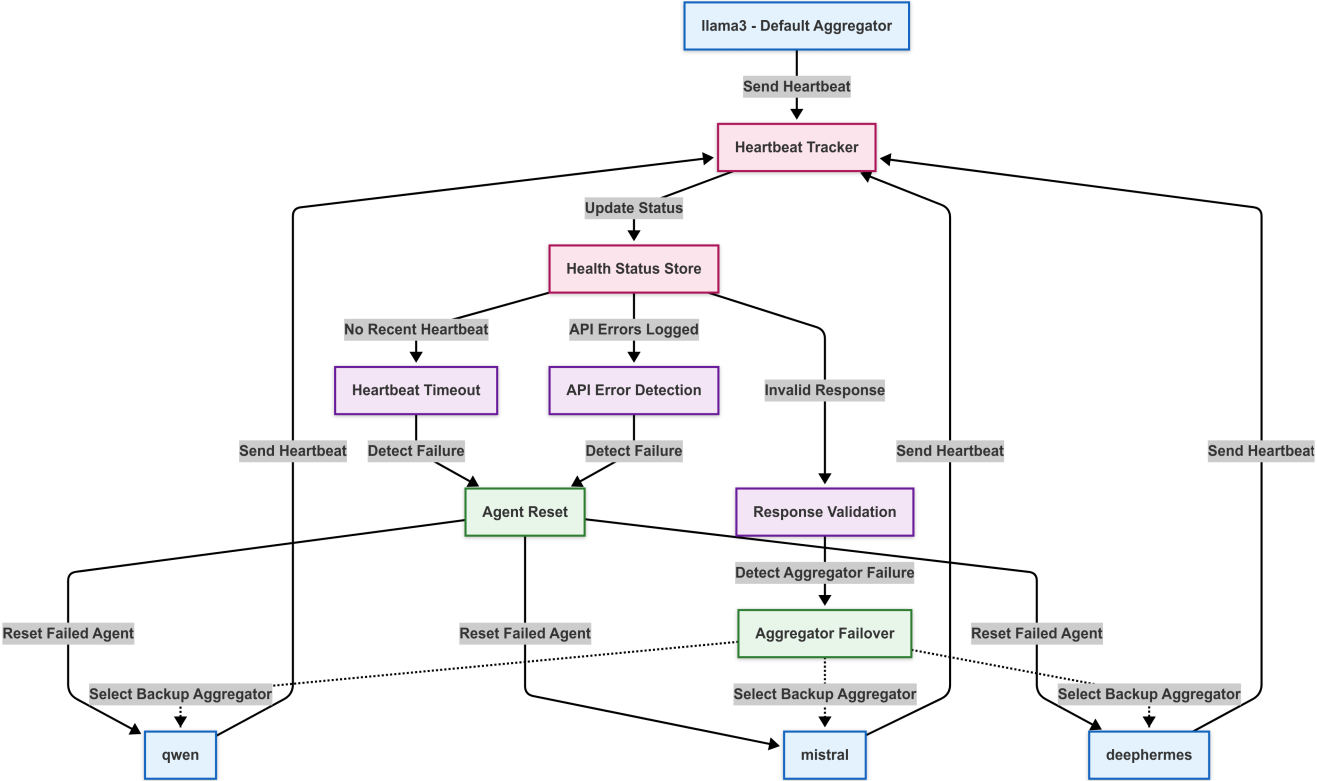 llama3 - Default Aggregator
Send Heartbeat
Heartbeat Tracker
Update Status
Health Status Store
No Recent Heartbeat
API Errors Logged
Heartbeat Timeout
API Error Detection
Invalid Response
Send Heartbeat
Detect Failure
Detect Failure
Send Heartbeat
Send Heartbeat
Agent Reset
Response Validation
Detect Aggregator Failure
Reset Failed Agent
Reset Failed Agent
Aggregator Failover
Reset Failed Agent
Select Backup Aggregator
Select Backup Aggregator
Select Backup Aggregator
qwen
mistral
deephermes